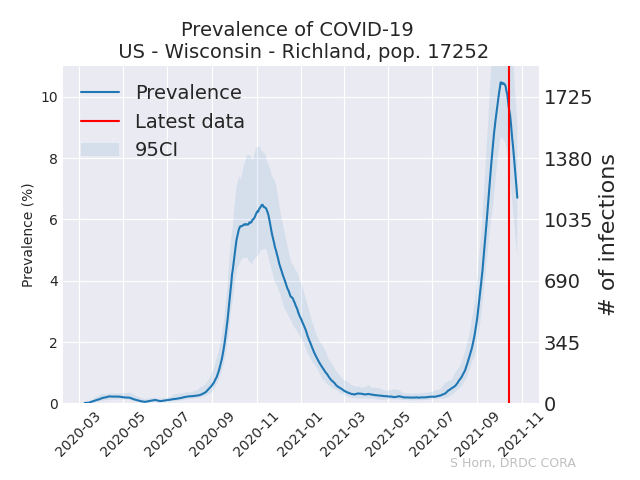 Prevalence of COVID-19
US - Wisconsin - Richland, pop. 17252
Prevalence
Latest data
95CI
Prevalence (%)
10
8
6
4
2
0
1725
1380
1035
690
345
0
# of infections
2020-03
2020-05
2020-07
2020-09
2020-11
2021-01
2021-03
2021-05
2021-07
2021-09
2021-11
S Horn, DRDC CORA